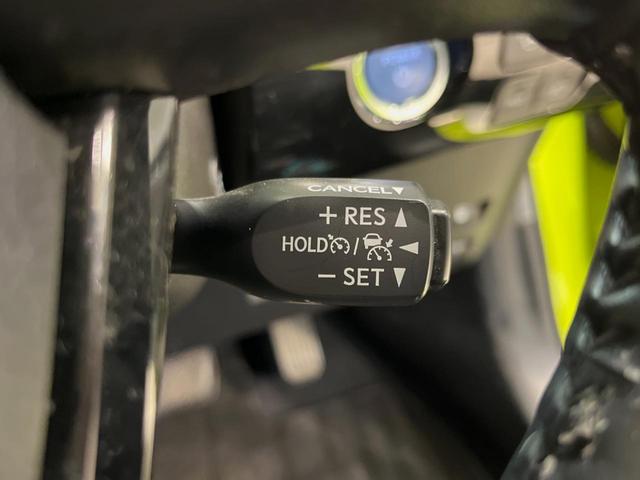 CANCEL▼
+ RES ▲
HOLD / ◀
− SET ▼